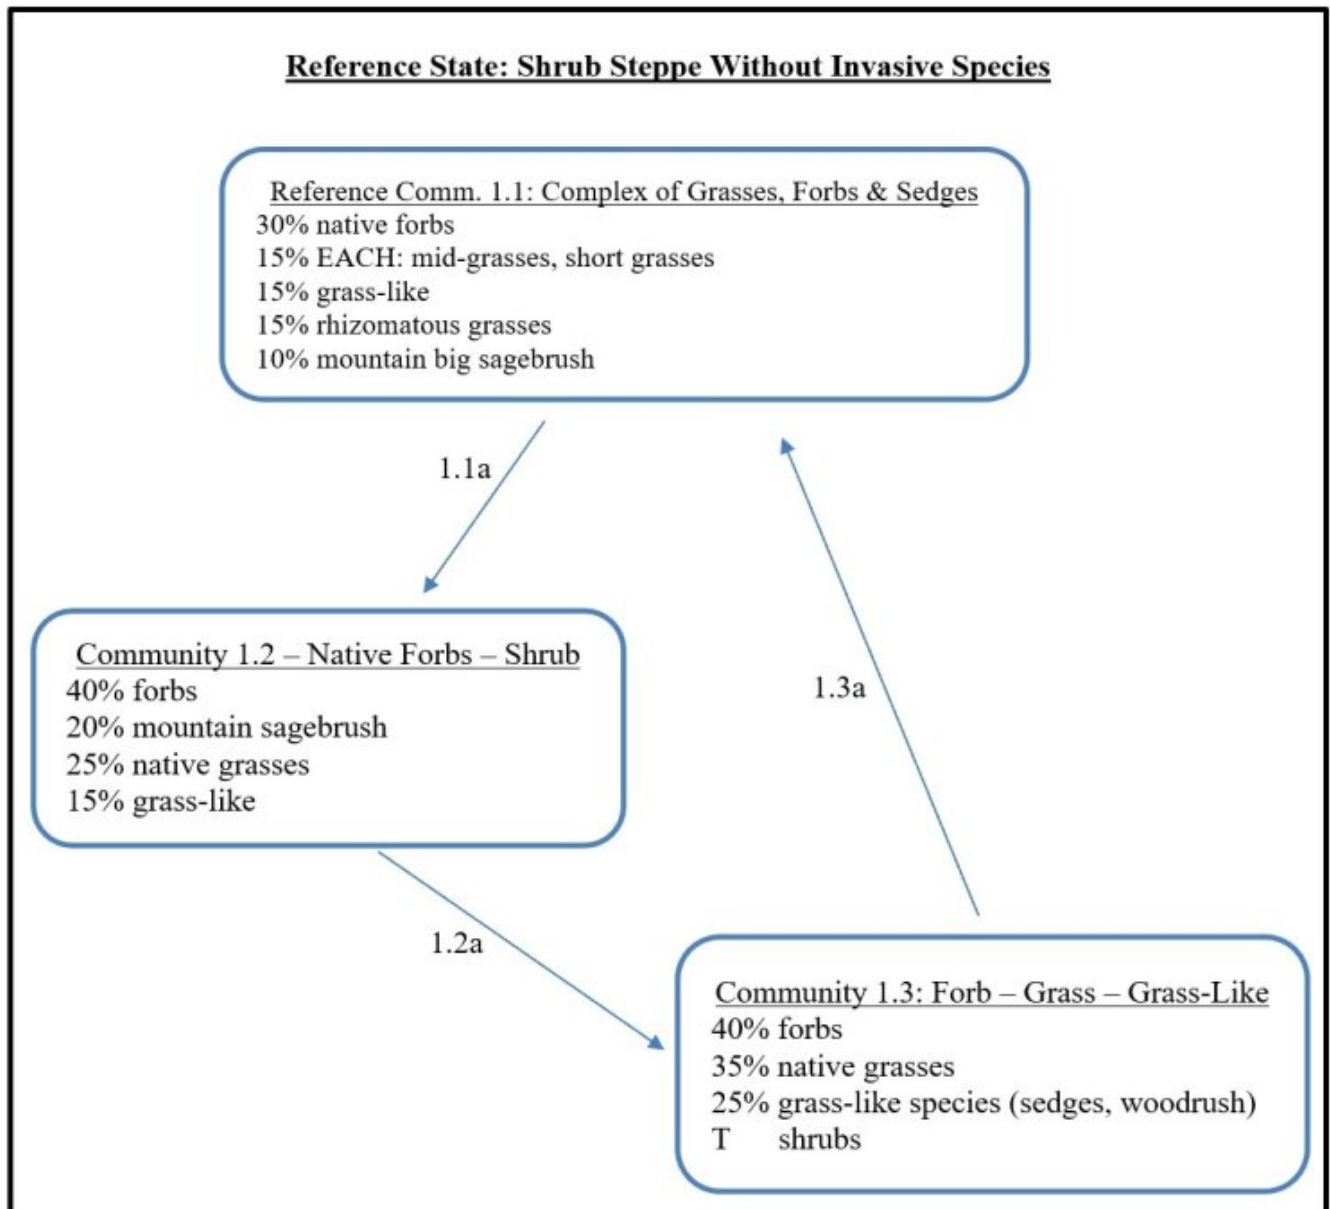 Reference State: Shrub Steppe Without Invasive Species
Reference Comm. 1.1: Complex of Grasses, Forbs & Sedges
30% native forbs
15% EACH: mid-grasses, short grasses
15% grass-like
15% rhizomatous grasses
10% mountain big sagebrush
1.1a
Community 1.2 – Native Forbs – Shrub
40% forbs
20% mountain sagebrush
25% native grasses
15% grass-like
1.3a
1.2a
Community 1.3: Forb – Grass – Grass-Like
40% forbs
35% native grasses
25% grass-like species (sedges, woodrush)
T shrubs